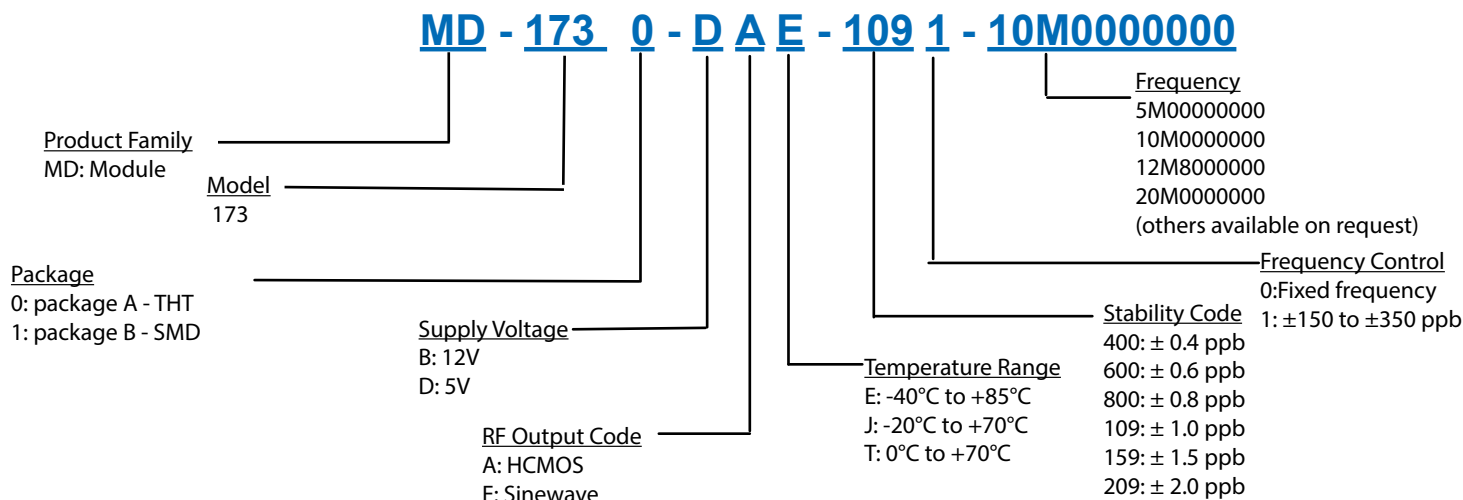 MD - 173 0 - D A E - 109 1 - 10M0000000
Product Family
MD: Module
Model
173
Package
0: package A - THT
1: package B - SMD
Supply Voltage
B: 12V
D: 5V
RF Output Code
A: HCMOS
F: Sinewave
Temperature Range
E: -40°C to +85°C
J: -20°C to +70°C
T: 0°C to +70°C
Stability Code
400: ± 0.4 ppb
600: ± 0.6 ppb
800: ± 0.8 ppb
109: ± 1.0 ppb
159: ± 1.5 ppb
209: ± 2.0 ppb
Frequency Control
0:Fixed frequency
1: ±150 to ±350 ppb
Frequency
5M00000000
10M0000000
12M8000000
20M0000000
(others available on request)